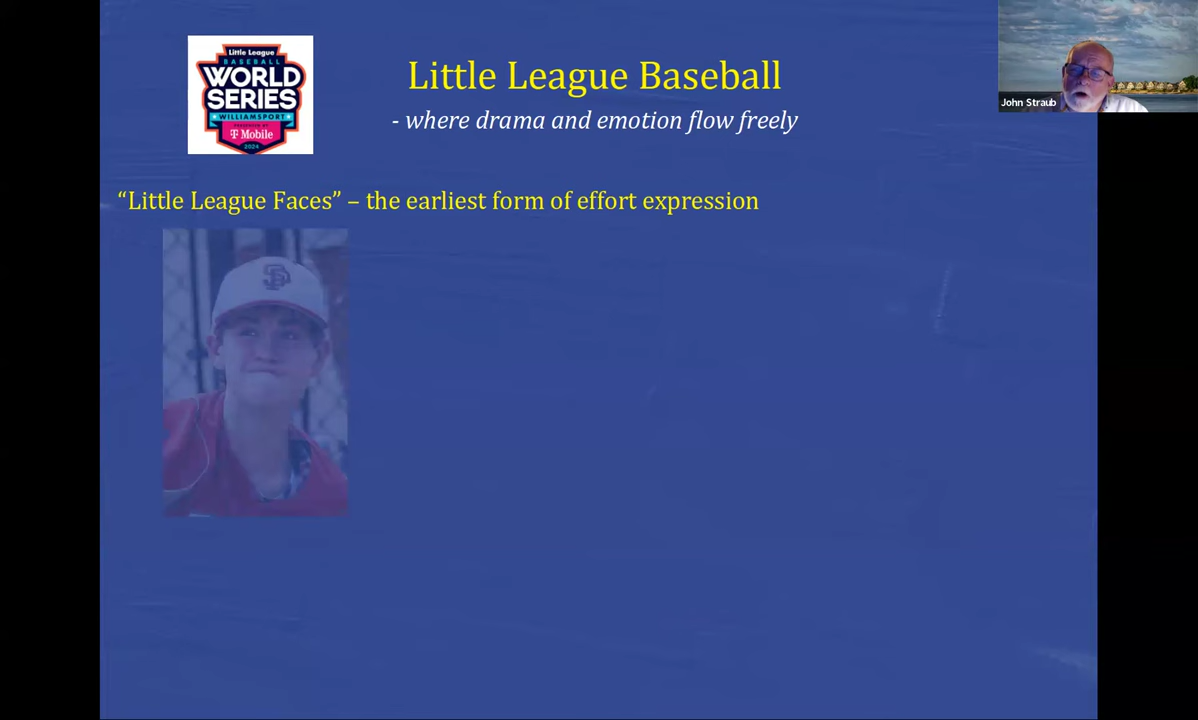 Little League
BASEBALL
WORLD
SERIES
WILLIAMSPORT
T Mobile
2024
Little League Baseball
- where drama and emotion flow freely
John Straub
“Little League Faces” – the earliest form of effort expression
SD